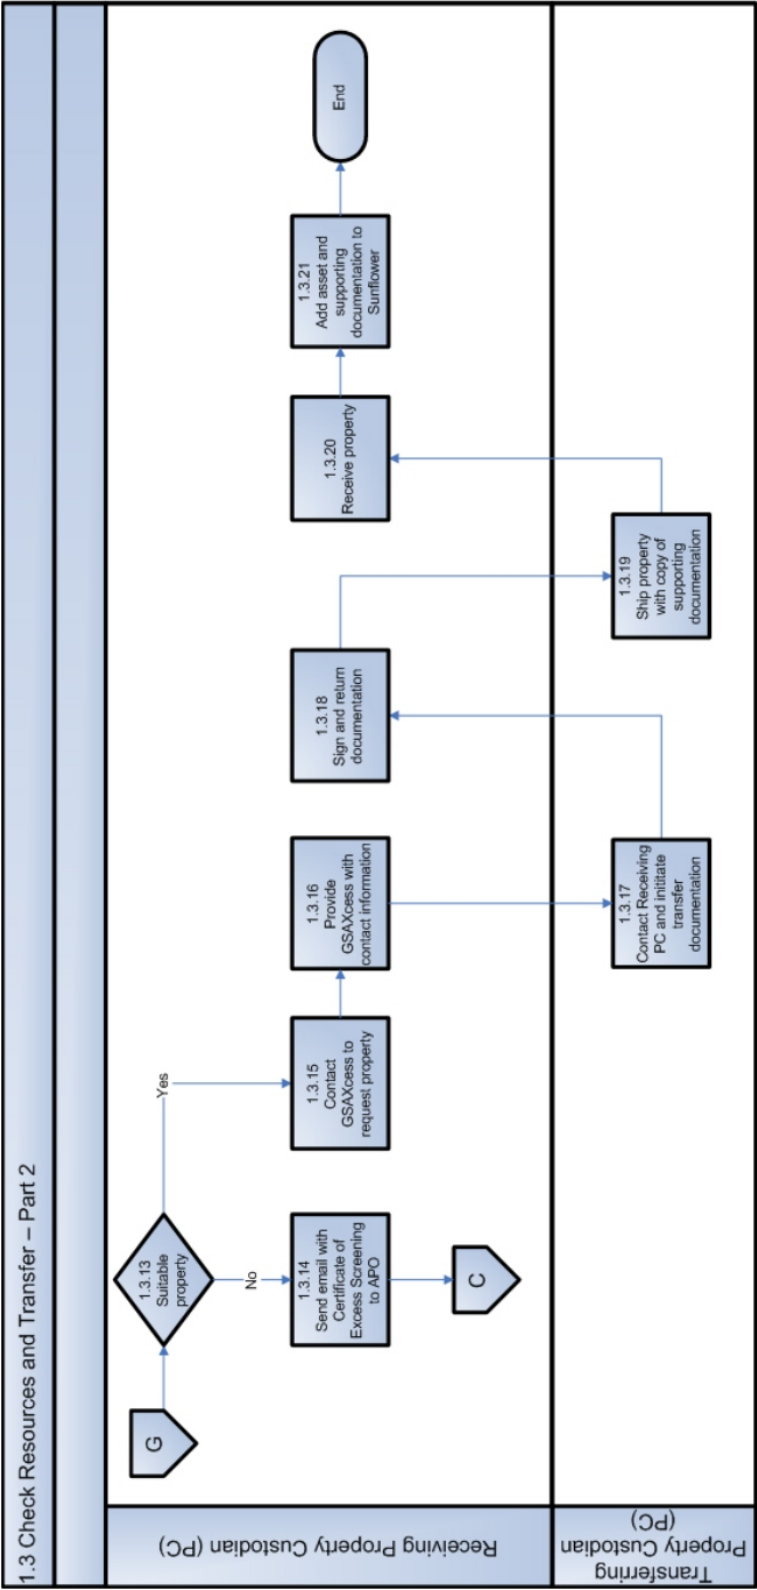 1.3 Check Resources and Transfer – Part 2
Receiving Property Custodian (PC)
G
1.3.13
Suitable
property
No
Yes
1.3.14
Send email with
Certificate of
Excess Screening
to APO
C
1.3.15
Contact
GSAXcess to
request property
1.3.16
Provide
GSAXcess with
contact information
1.3.18
Sign and return
documentation
1.3.20
Receive property
1.3.21
Add asset and
supporting
documentation to
Sunflower
End
Transferring
Property Custodian
(PC)
1.3.17
Contact Receiving
PC and inititate
transfer
documentation
1.3.19
Ship property
with copy of
supporting
documentation